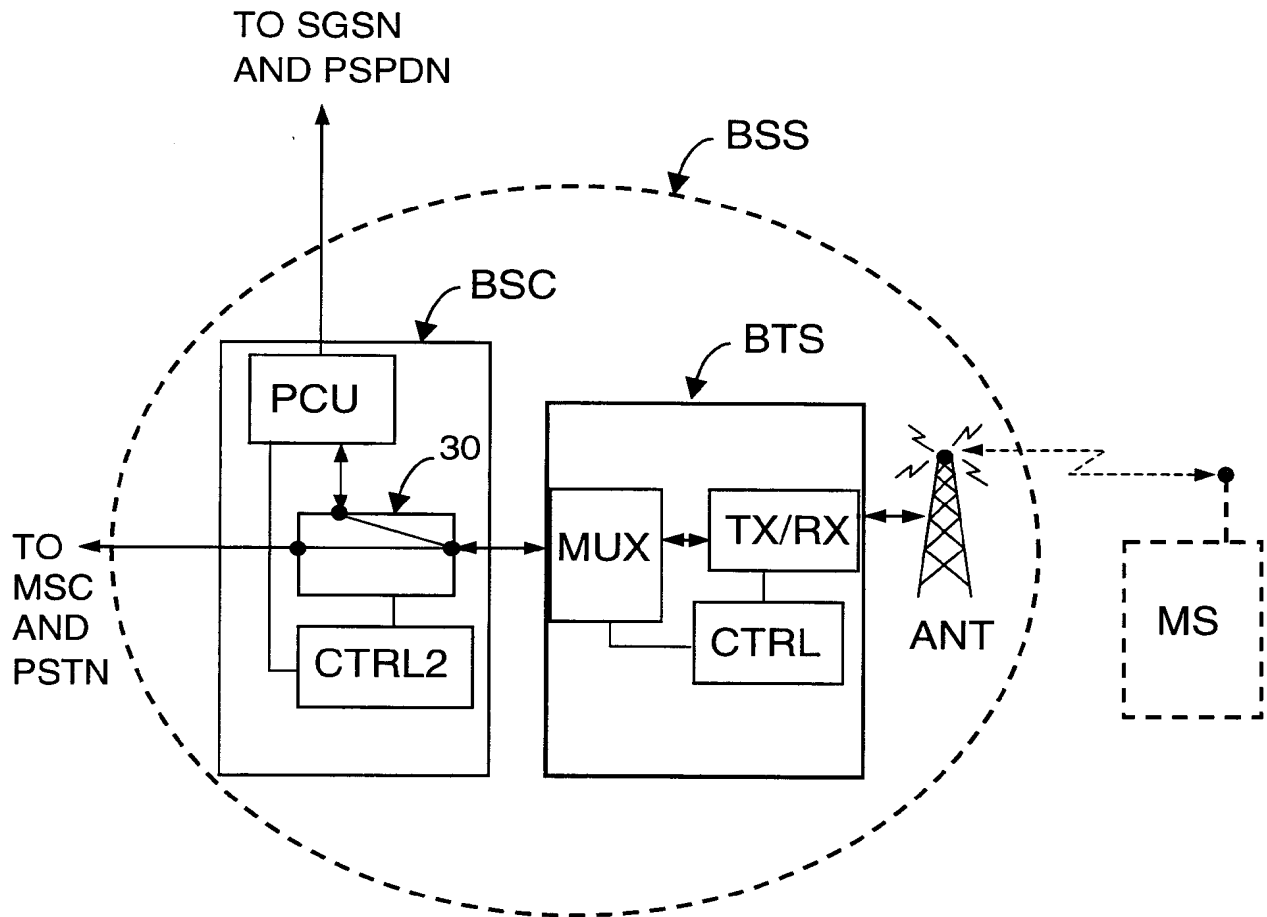 TO SGSN
AND PSPDN
BSS
BSC
BTS
PCU
30
MUX
TX/RX
TO
MSC
AND
PSTN
CTRL2
CTRL
ANT
MS